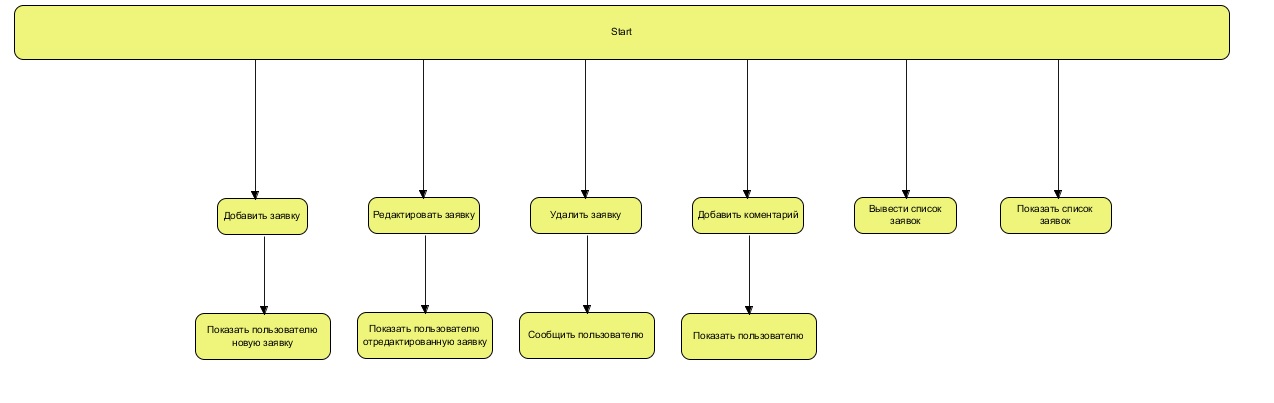 Start
Добавить заявку
Редактировать заявку
Удалить заявку
Добавить коментарий
Вывести список
заявок
Показать список
заявок
Показать пользователю
новую заявку
Показать пользователю
отредактированную заявку
Сообщить пользователю
Показать пользователю